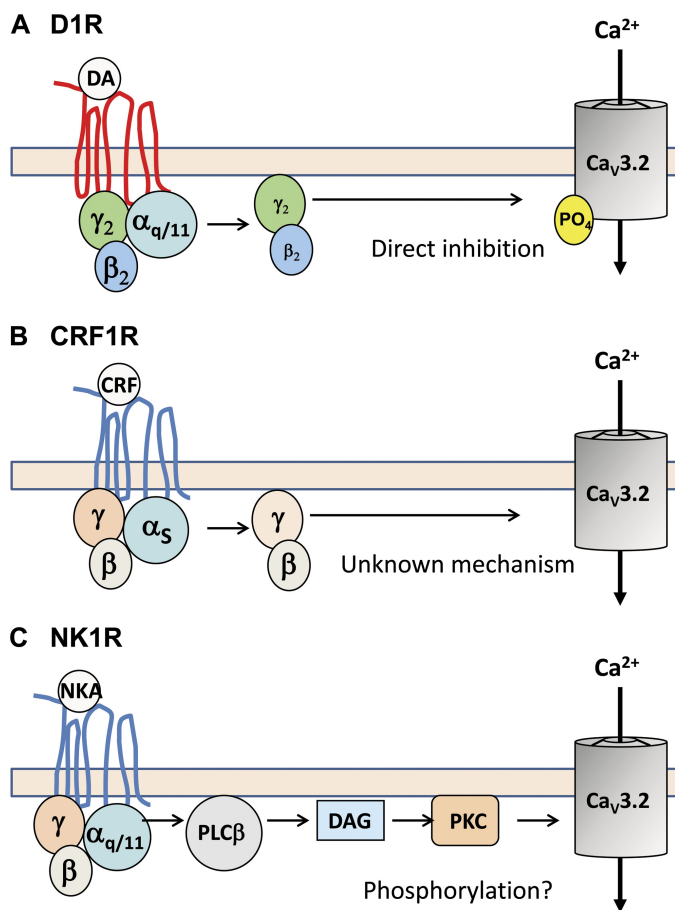 A D1R
Ca²⁺
DA
CaV3.2
γ₂
αq/11
γ₂
PO₄
β₂
β₂
Direct inhibition
B CRF1R
Ca²⁺
CRF
CaV3.2
γ
αS
γ
β
β
Unknown mechanism
C NK1R
Ca²⁺
NKA
CaV3.2
γ
αq/11
PLCβ
DAG
PKC
β
Phosphorylation?